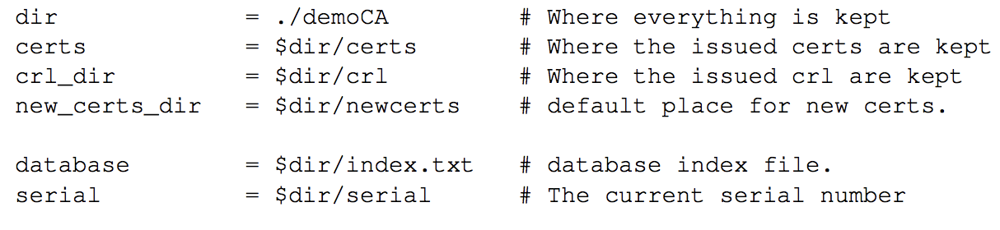 dir = ./demoCA # Where everything is kept
certs = $dir/certs # Where the issued certs are kept
crl_dir = $dir/crl # Where the issued crl are kept
new_certs_dir = $dir/newcerts # default place for new certs.
database = $dir/index.txt # database index file.
serial = $dir/serial # The current serial number